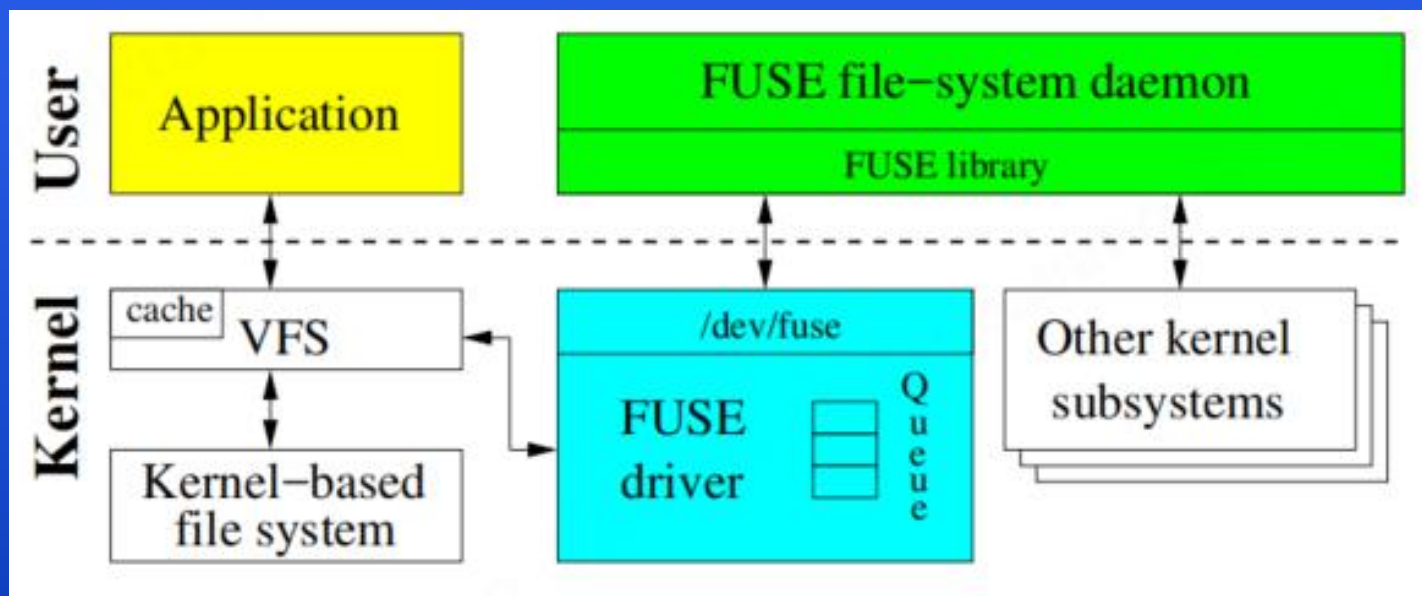 User
Application
FUSE file−system daemon
FUSE library
Kernel
cache
VFS
Kernel−based
file system
/dev/fuse
FUSE
driver
Queue
Other kernel
subsystems